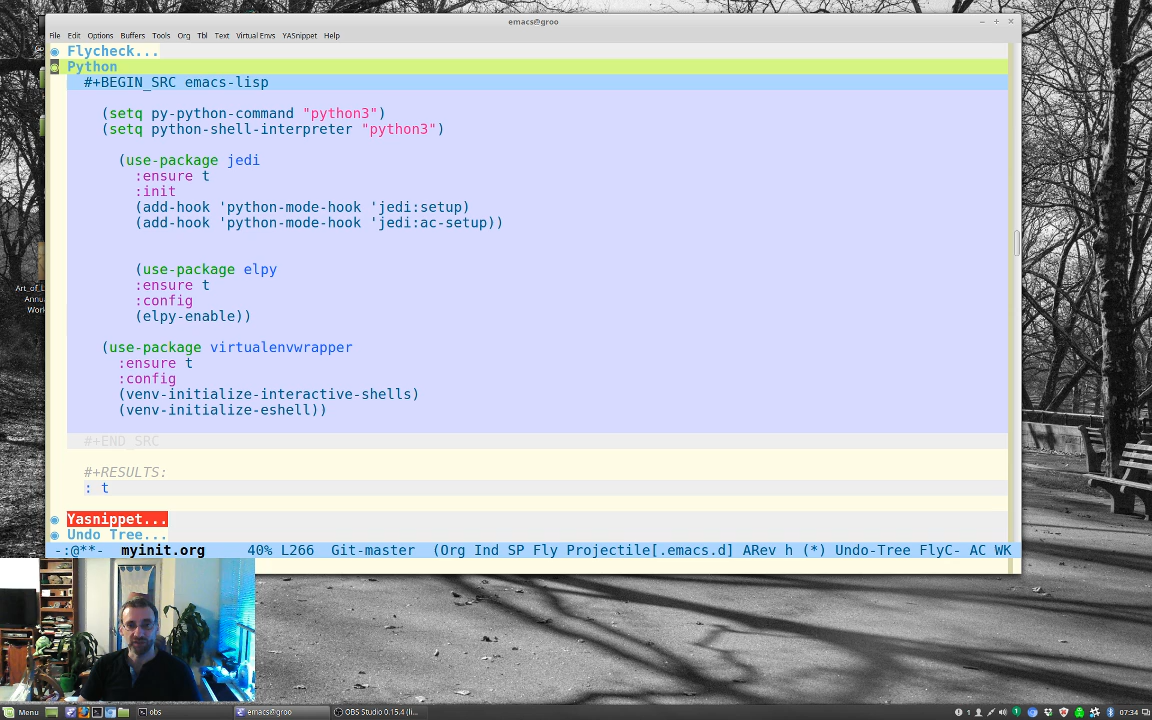 emacs@groo
File Edit Options Buffers Tools Org Tbl Text Virtual Envs YASnippet Help
Flycheck...
Python
#+BEGIN_SRC emacs-lisp
(setq py-python-command "python3")
(setq python-shell-interpreter "python3")
(use-package jedi
:ensure t
:init
(add-hook 'python-mode-hook 'jedi:setup)
(add-hook 'python-mode-hook 'jedi:ac-setup))
(use-package elpy
:ensure t
:config
(elpy-enable))
(use-package virtualenvwrapper
:ensure t
:config
(venv-initialize-interactive-shells)
(venv-initialize-eshell))
#+END_SRC
#+RESULTS:
: t
Yasnippet...
Undo Tree...
-:@**- myinit.org 40% L266 Git-master (Org Ind SP Fly Projectile[.emacs.d] ARev h (*) Undo-Tree FlyC- AC WK
Menu obs emacs@groo OBS Studio 0.15.4 (li... 07:34